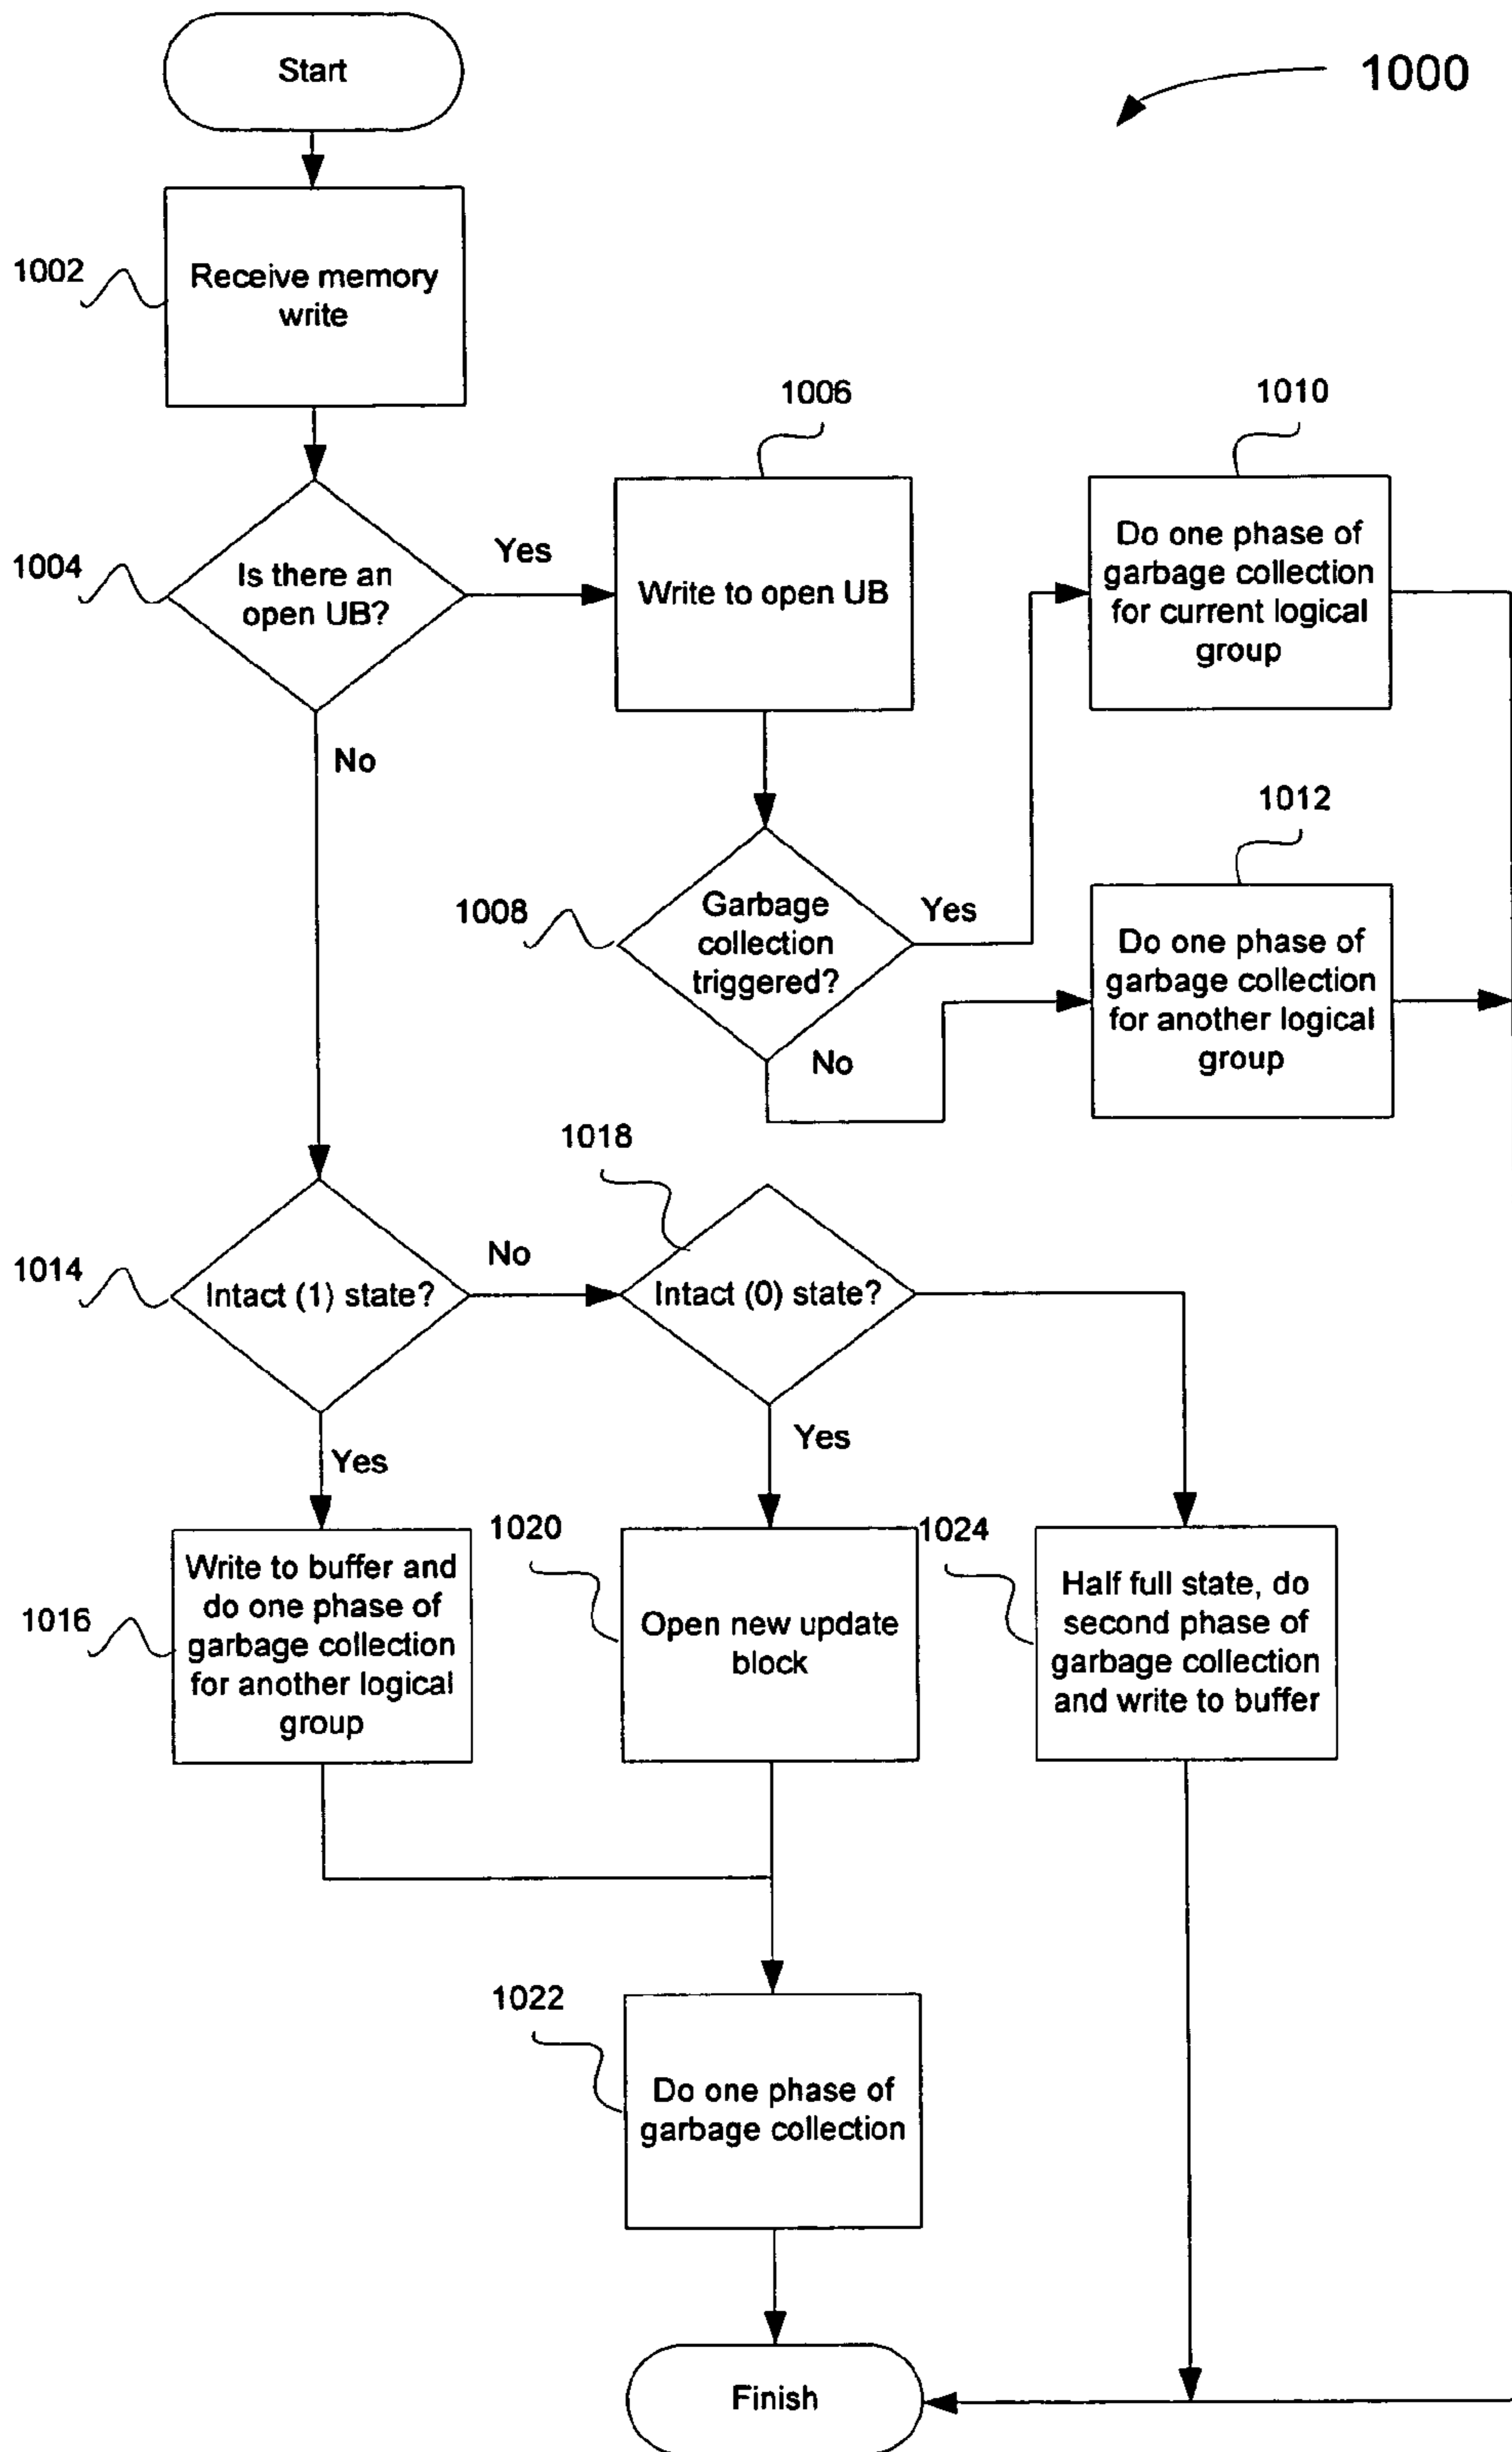 Start
1000
1002
Receive memory
write
1006
1010
1004
Is there an
open UB?
Yes
Write to open UB
Do one phase of
garbage collection
for current logical
group
No
1012
1008
Garbage
collection
triggered?
Yes
Do one phase of
garbage collection
for another logical
group
No
1018
1014
Intact (1) state?
No
Intact (0) state?
Yes
Yes
1016
Write to buffer and
do one phase of
garbage collection
for another logical
group
1020
Open new update
block
1024
Half full state, do
second phase of
garbage collection
and write to buffer
1022
Do one phase of
garbage collection
Finish